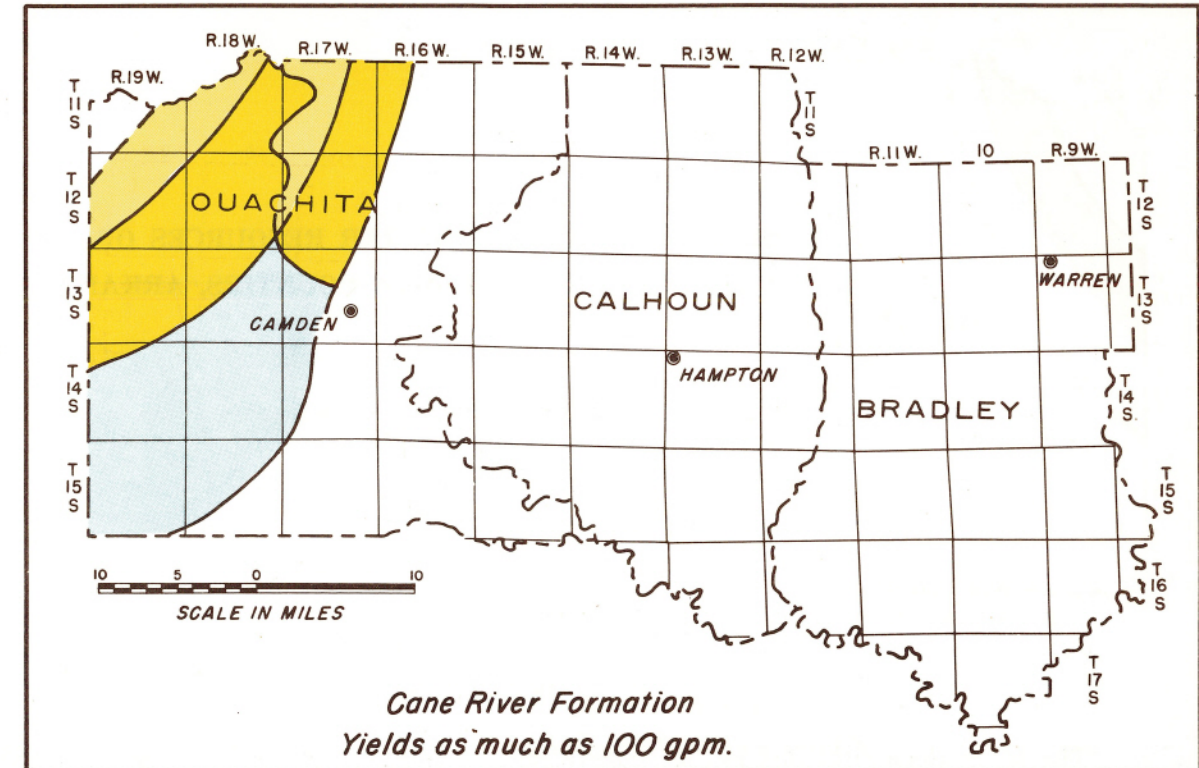 R.18W.
R.17W.
R.16W.
R.15W.
R.14W.
R.13W.
R.12W.
R.19W.
T
11
S
T
11
S
R.11W.
10
R.9W.
T
12
S
T
12
S
OUACHITA
T
13
S
WARREN
T
13
S
CALHOUN
CAMDEN
HAMPTON
T
14
S
T
14
S.
BRADLEY
T
15
S
T
15
S
10
5
0
10
SCALE IN MILES
T
16
S
T
17
S
Cane River Formation
Yields as much as 100 gpm.